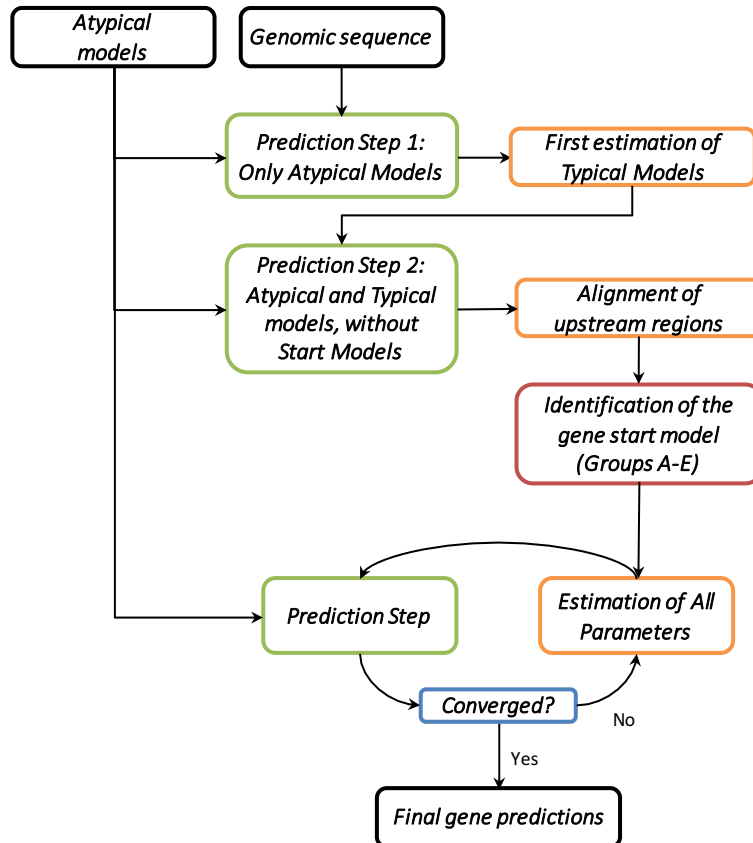 Atypical
models
Genomic sequence
Prediction Step 1:
Only Atypical Models
First estimation of
Typical Models
Prediction Step 2:
Atypical and Typical
models, without
Start Models
Alignment of
upstream regions
Identification of the
gene start model
(Groups A-E)
Prediction Step
Estimation of All
Parameters
Converged?
No
Yes
Final gene predictions